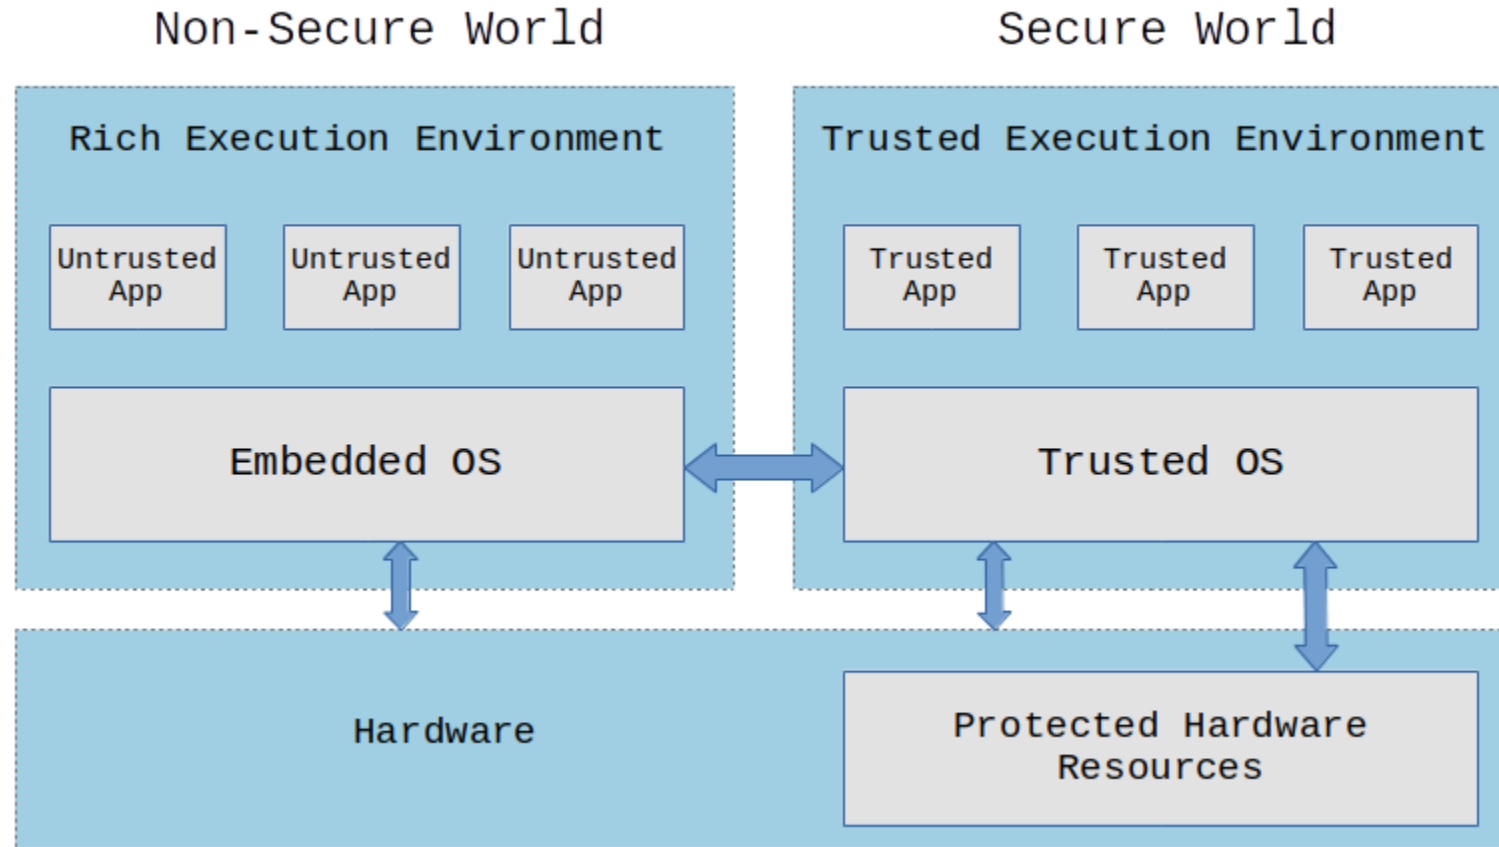 Non-Secure World
Secure World
Rich Execution Environment
Trusted Execution Environment
Untrusted
App
Untrusted
App
Untrusted
App
Trusted
App
Trusted
App
Trusted
App
Embedded OS
Trusted OS
Hardware
Protected Hardware
Resources